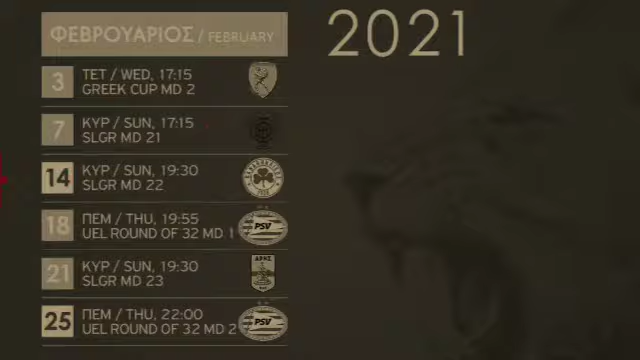 ΦΕΒΡΟΥΑΡΙΟΣ / FEBRUARY
2021
3
ΤΕΤ / WED, 17:15
GREEK CUP MD 2
7
ΚΥΡ / SUN, 17:15
SLGR MD 21
14
ΚΥΡ / SUN, 19:30
SLGR MD 22
18
ΠΕΜ / THU, 19:55
UEL ROUND OF 32 MD 1
PSV
21
ΚΥΡ / SUN, 19:30
SLGR MD 23
ΑΡΗΣ
25
ΠΕΜ / THU, 22:00
UEL ROUND OF 32 MD 2
PSV